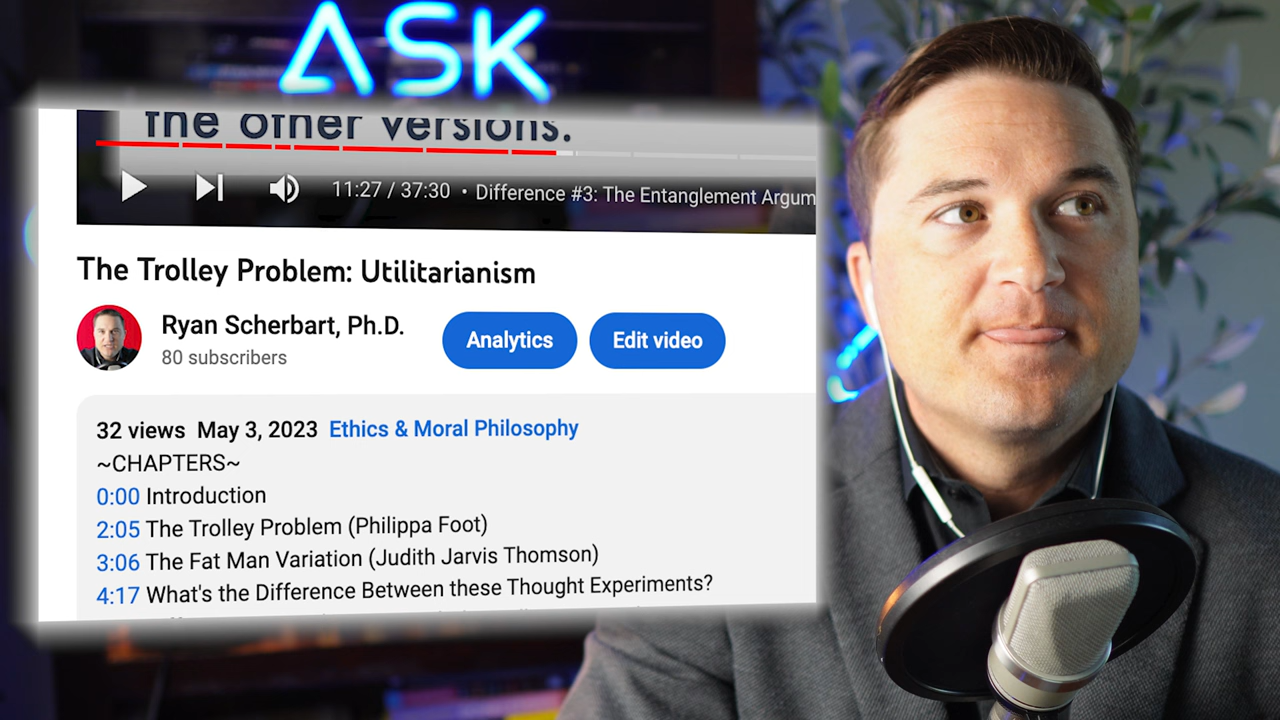 ASK
the other versions.
11:27 / 37:30 • Difference #3: The Entanglement Argum
The Trolley Problem: Utilitarianism
Ryan Scherbart, Ph.D.
80 subscribers
Analytics
Edit video
32 views May 3, 2023 Ethics & Moral Philosophy
~CHAPTERS~
0:00 Introduction
2:05 The Trolley Problem (Philippa Foot)
3:06 The Fat Man Variation (Judith Jarvis Thomson)
4:17 What's the Difference Between these Thought Experiments?